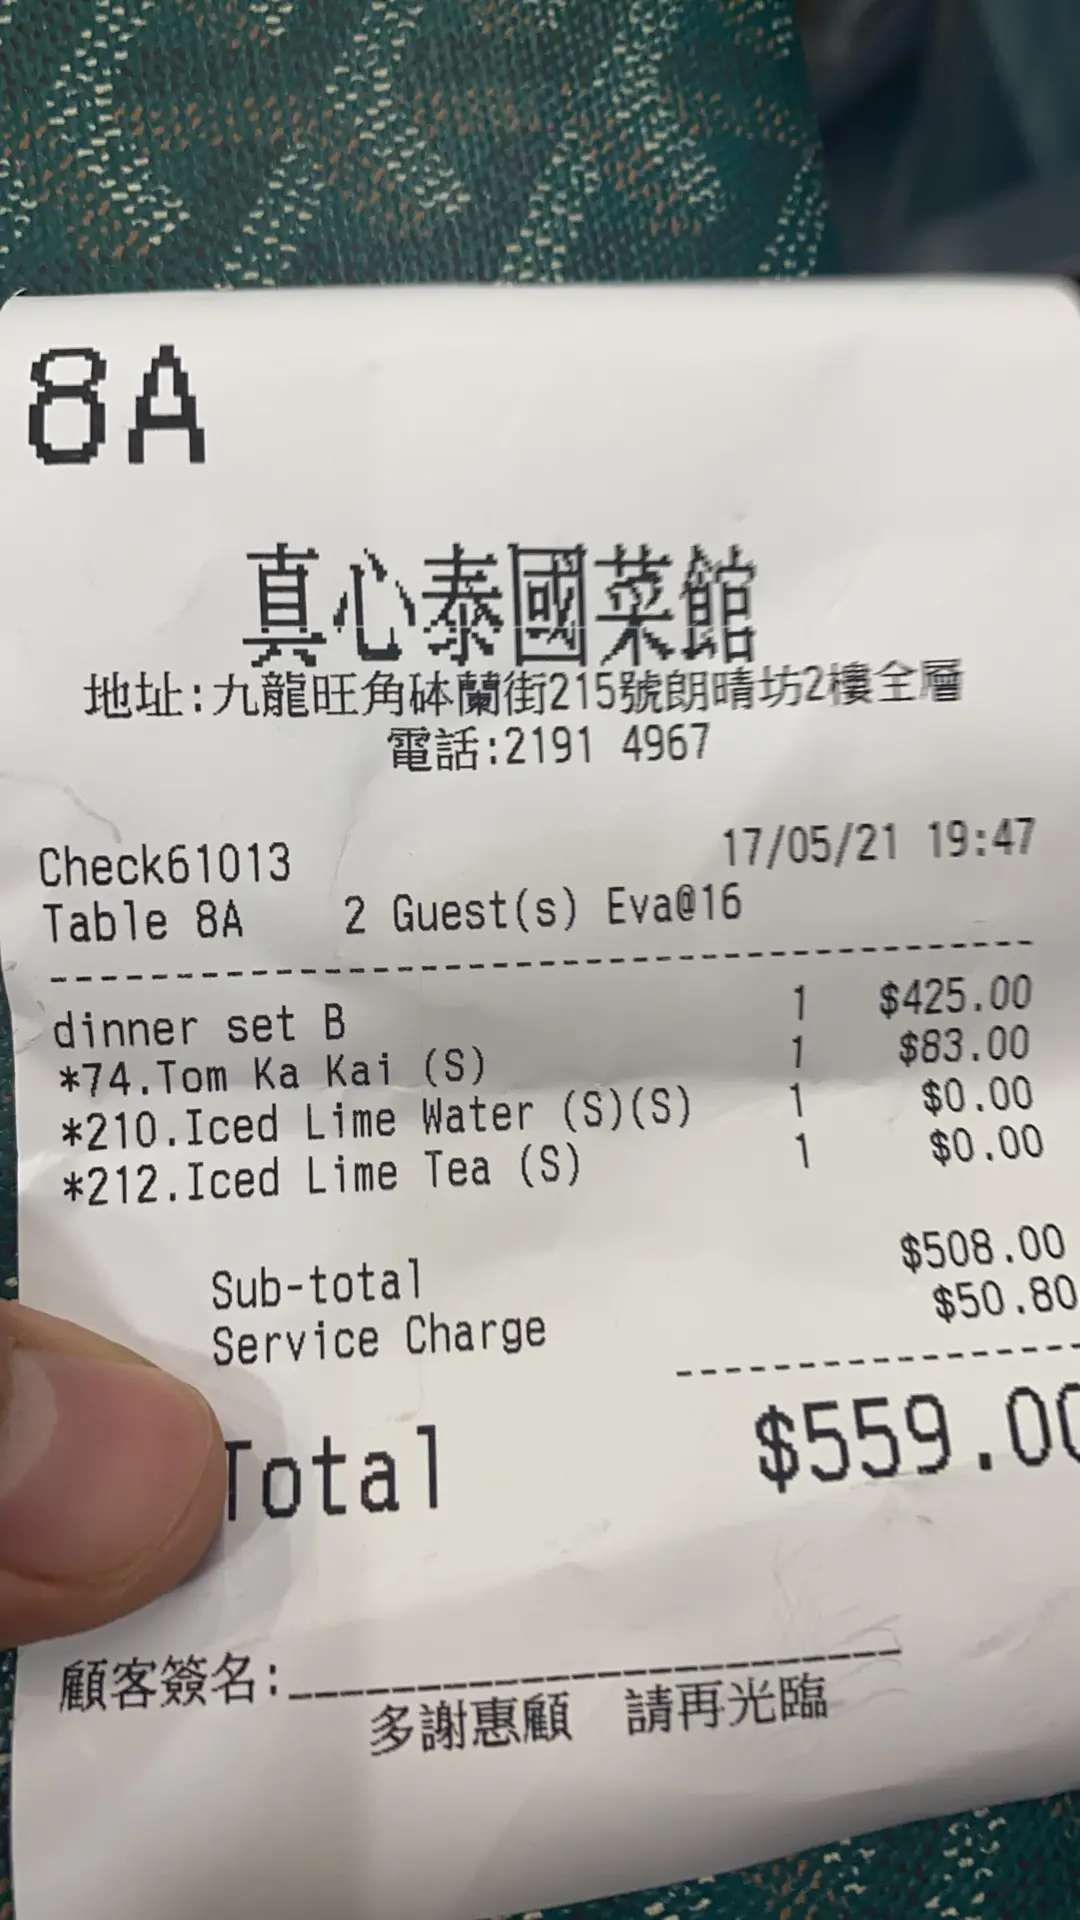 8A
真心泰國菜館
地址:九龍旺角砵蘭街215號朗晴坊2樓全層
電話:2191 4967
Check61013 17/05/21 19:47
Table 8A 2 Guest(s) Eva@16
dinner set B 1 $425.00
*74.Tom Ka Kai (S) 1 $83.00
*210.Iced Lime Water (S)(S) 1 $0.00
*212.Iced Lime Tea (S) 1 $0.00
Sub-total $508.00
Service Charge $50.80
Total $559.00
顧客簽名:
多謝惠顧 請再光臨